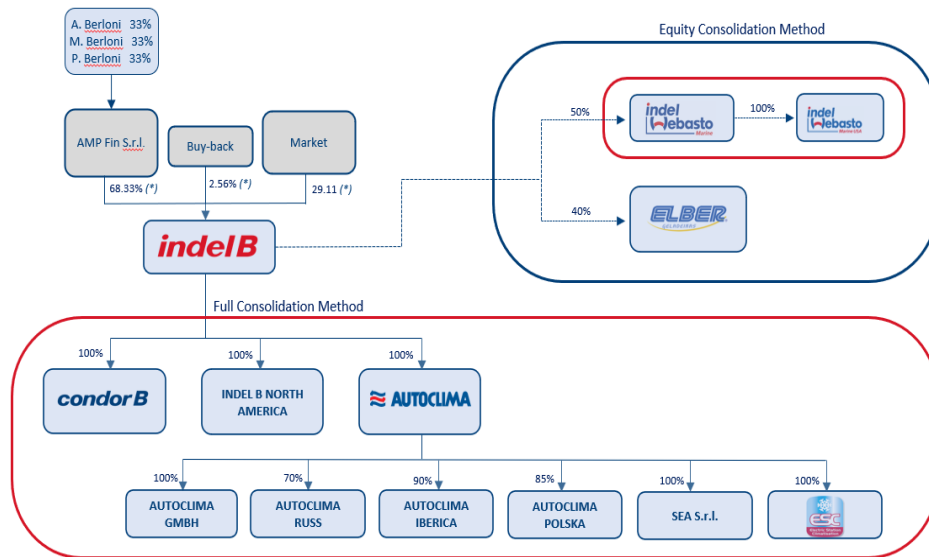 A. Berloni 33%
M. Berloni 33%
P. Berloni 33%
Equity Consolidation Method
AMP Fin S.r.l.
Buy-back
Market
68.33% (*)
2.56% (*)
29.11 (*)
50%
indel
Webasto
Marine
100%
indel
Webasto
Marine USA
40%
ELBER
indel B
Full Consolidation Method
100%
100%
100%
condor B
INDEL B NORTH
AMERICA
AUTOCLIMA
100%
70%
90%
85%
100%
100%
AUTOCLIMA
GMBH
AUTOCLIMA
RUSS
AUTOCLIMA
IBERICA
AUTOCLIMA
POLSKA
SEA S.r.l.
ESC